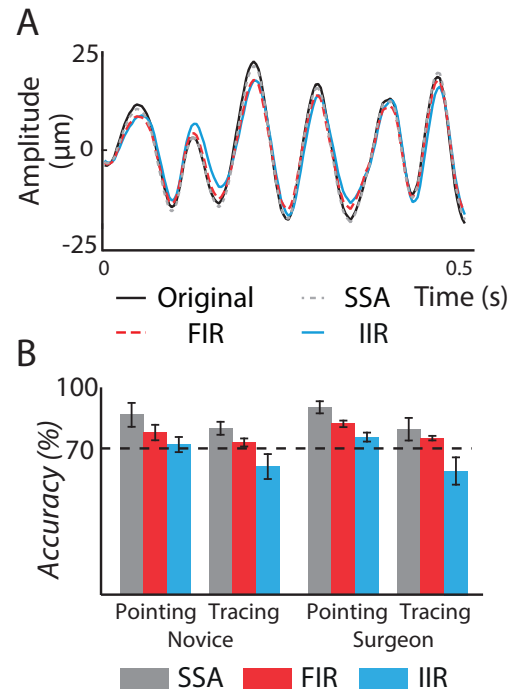 A
25
0
-25
Amplitude
(μm)
0
0.5
Time (s)
Original
SSA
FIR
IIR
B
100
70
Accuracy (%)
Pointing Tracing Pointing Tracing
Novice Surgeon
SSA FIR IIR